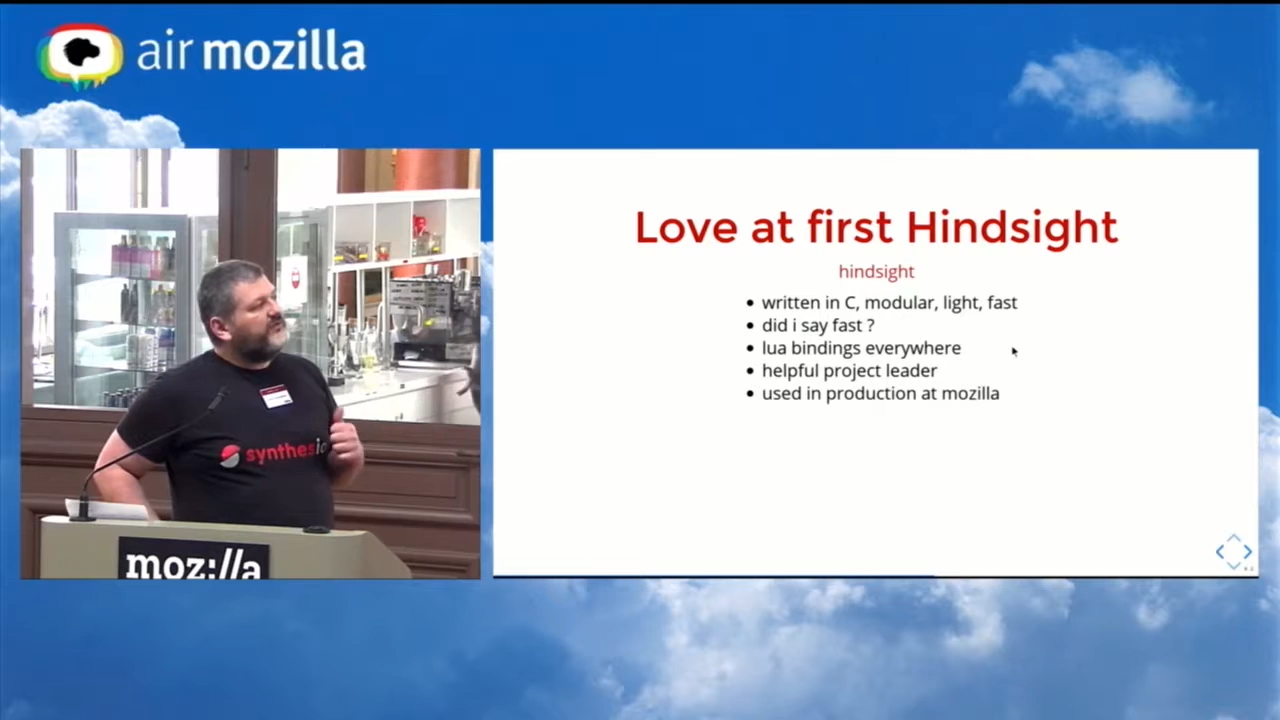 air mozilla
Love at first Hindsight
hindsight
written in C, modular, light, fast
did i say fast ?
lua bindings everywhere
helpful project leader
used in production at mozilla
synthesio
moz://a